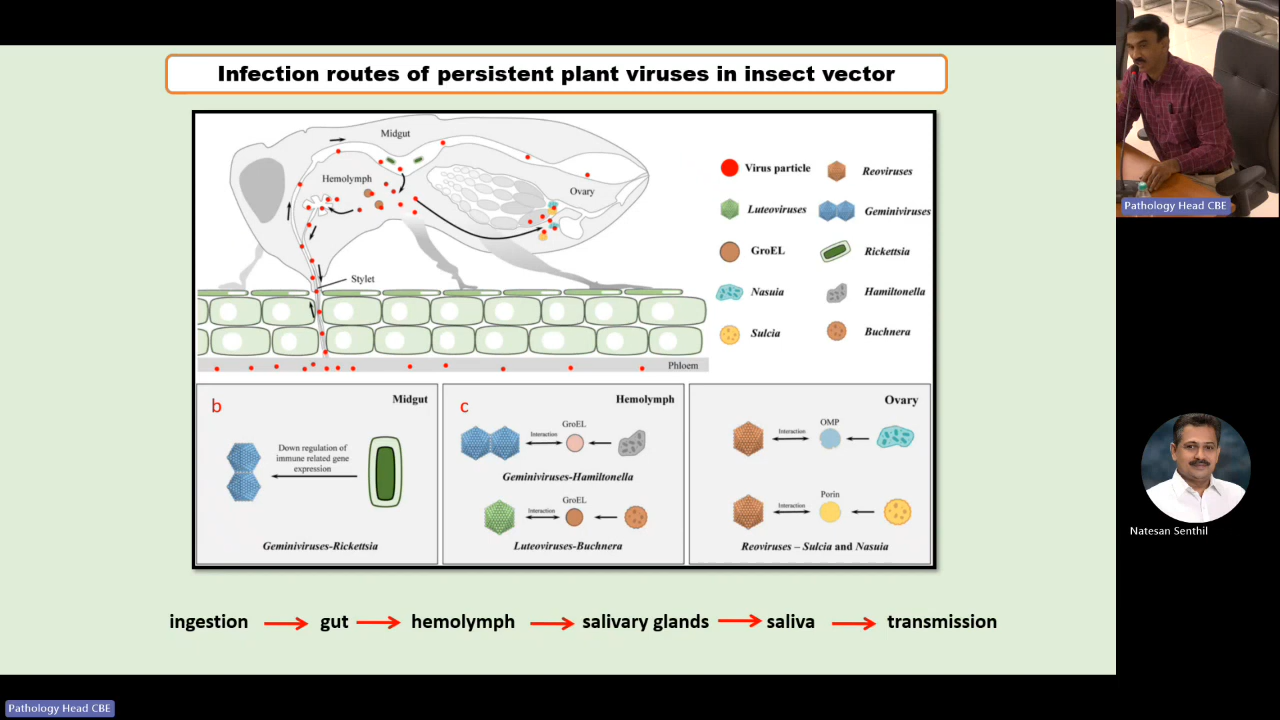 Infection routes of persistent plant viruses in insect vector
Midgut
Hemolymph
Ovary
Stylet
Phloem
Virus particle
Reoviruses
Luteoviruses
Geminiviruses
GroEL
Rickettsia
Nasuia
Hamiltonella
Sulcia
Buchnera
b
Midgut
Down regulation of
immune related gene
expression
Geminiviruses-Rickettsia
c
Hemolymph
GroEL
Interaction
Geminiviruses-Hamiltonella
GroEL
Interaction
Luteoviruses-Buchnera
Ovary
OMP
Interaction
Porin
Interaction
Reoviruses – Sulcia and Nasuia
ingestion gut hemolymph salivary glands saliva transmission
Pathology Head CBE
Natesan Senthil
Pathology Head CBE